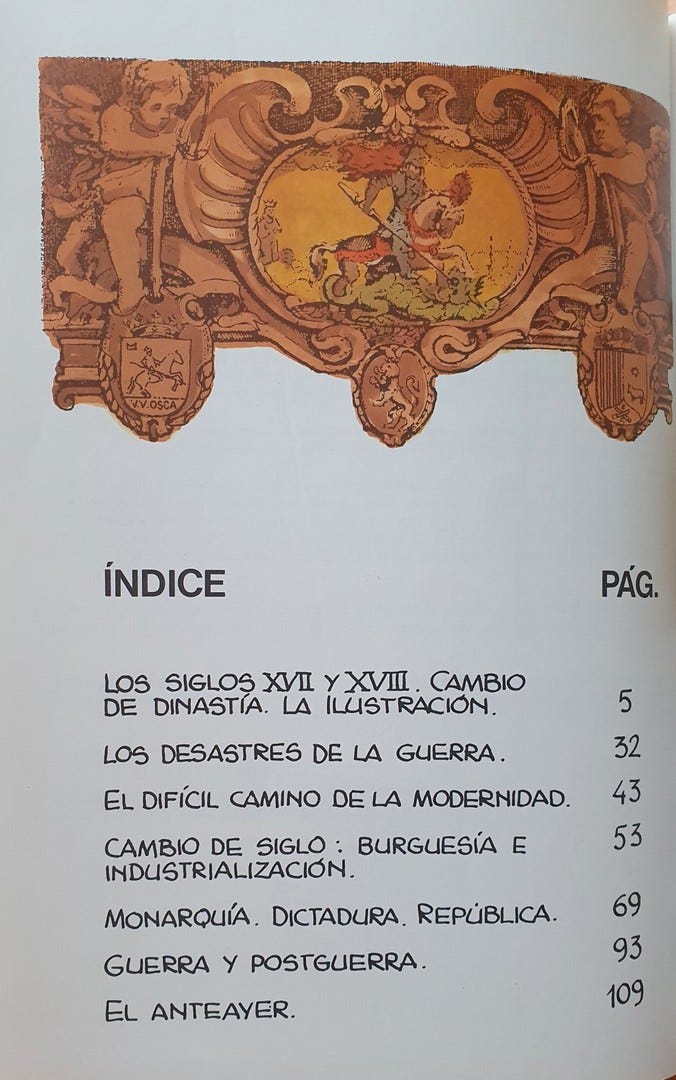 V.V.OSCA
ÍNDICE PÁG.
LOS SIGLOS XVII Y XVIII. CAMBIO
DE DINASTÍA. LA ILUSTRACIÓN. 5
LOS DESASTRES DE LA GUERRA. 32
EL DIFÍCIL CAMINO DE LA MODERNIDAD. 43
CAMBIO DE SIGLO: BURGUESÍA E 53
INDUSTRIALIZACIÓN.
MONARQUÍA. DICTADURA. REPÚBLICA. 69
GUERRA Y POSTGUERRA. 93
EL ANTEAYER. 109